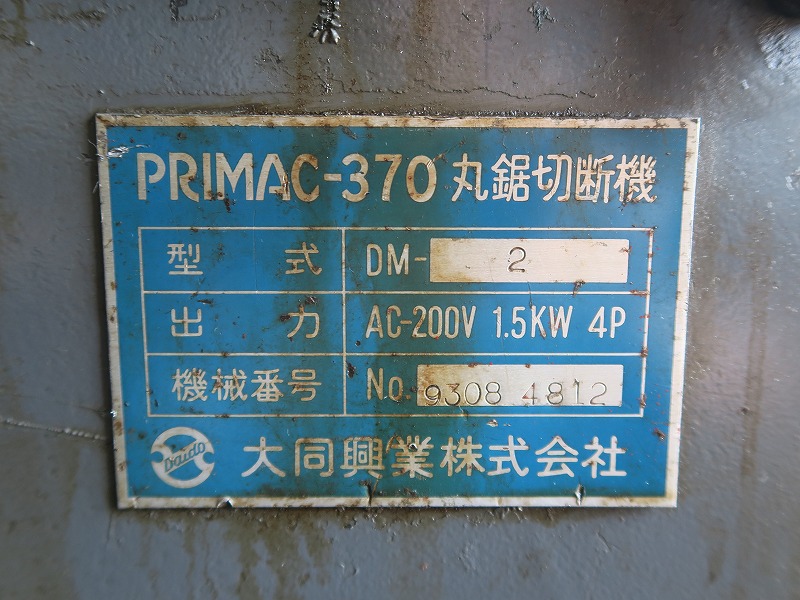 PRIMAC-370 丸鋸切断機
型式 DM-2
出力 AC-200V 1.5KW 4P
機械番号 No. 9308 4812
Daido 大同興業株式会社